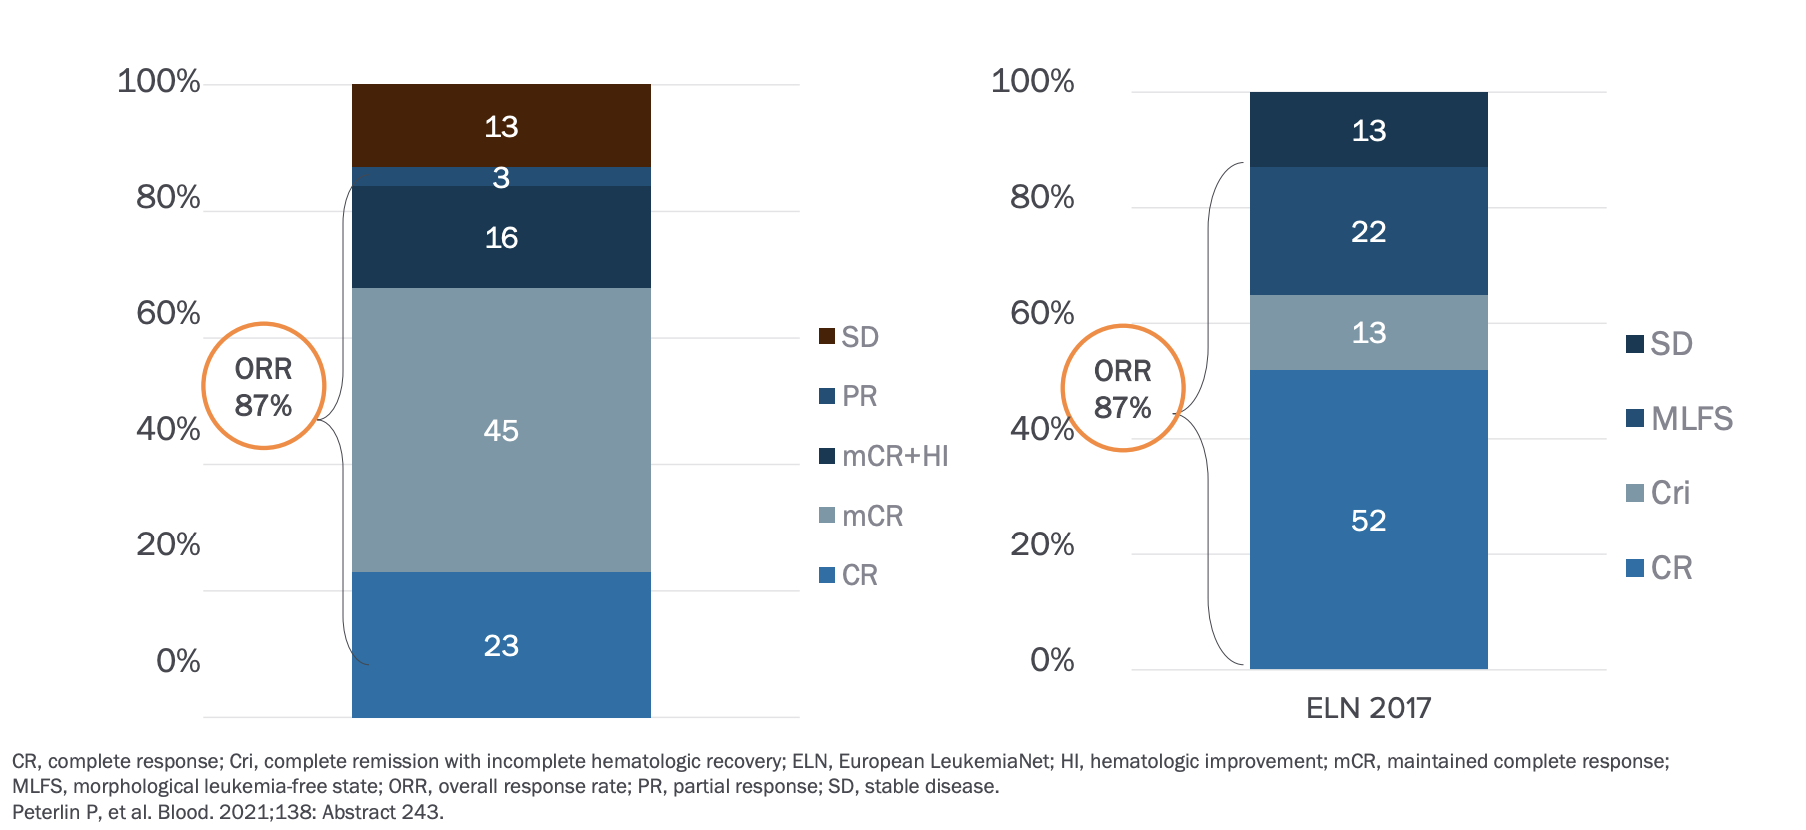 100%
80%
60%
40%
20%
0%
13
3
16
45
23
ORR
87%
SD
PR
mCR+HI
mCR
CR
100%
80%
60%
40%
20%
0%
13
22
13
52
ORR
87%
ELN 2017
SD
MLFS
Cri
CR
CR, complete response; Cri, complete remission with incomplete hematologic recovery; ELN, European LeukemiaNet; HI, hematologic improvement; mCR, maintained complete response;
MLFS, morphological leukemia-free state; ORR, overall response rate; PR, partial response; SD, stable disease.
Peterlin P, et al. Blood. 2021;138: Abstract 243.